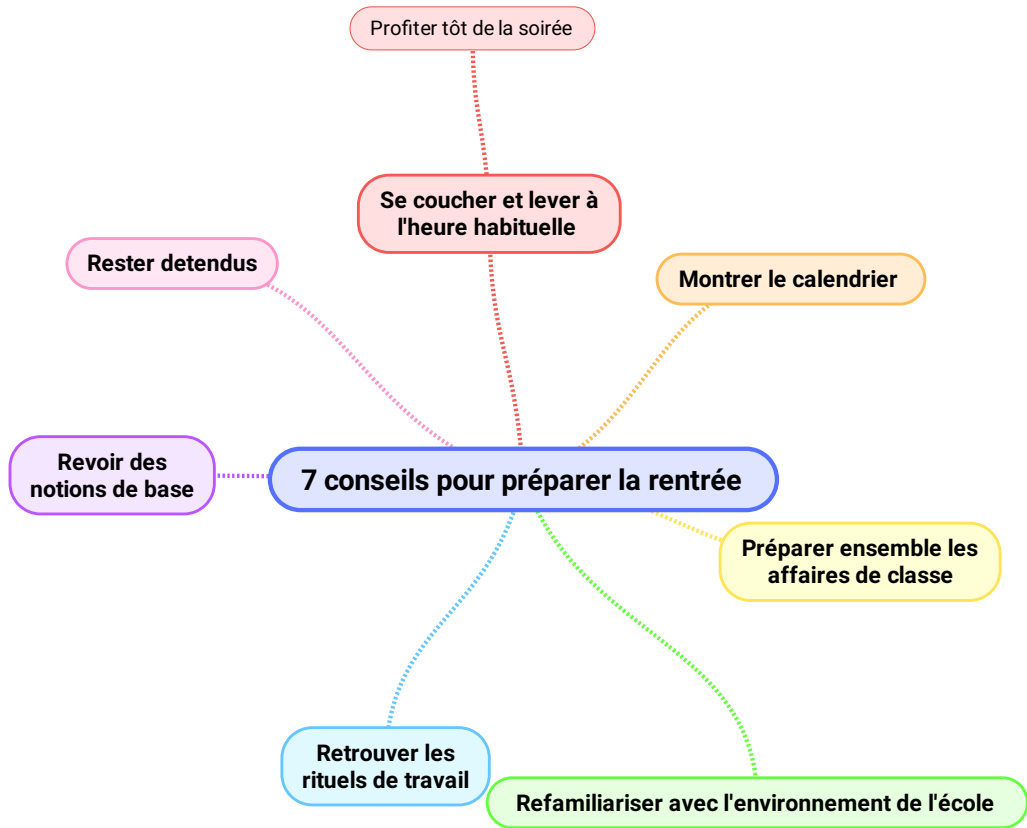 Profiter tôt de la soirée
Se coucher et lever à
l'heure habituelle
Rester detendus
Montrer le calendrier
Revoir des
notions de base
7 conseils pour préparer la rentrée
Préparer ensemble les
affaires de classe
Retrouver les
rituels de travail
Refamiliariser avec l'environnement de l'école